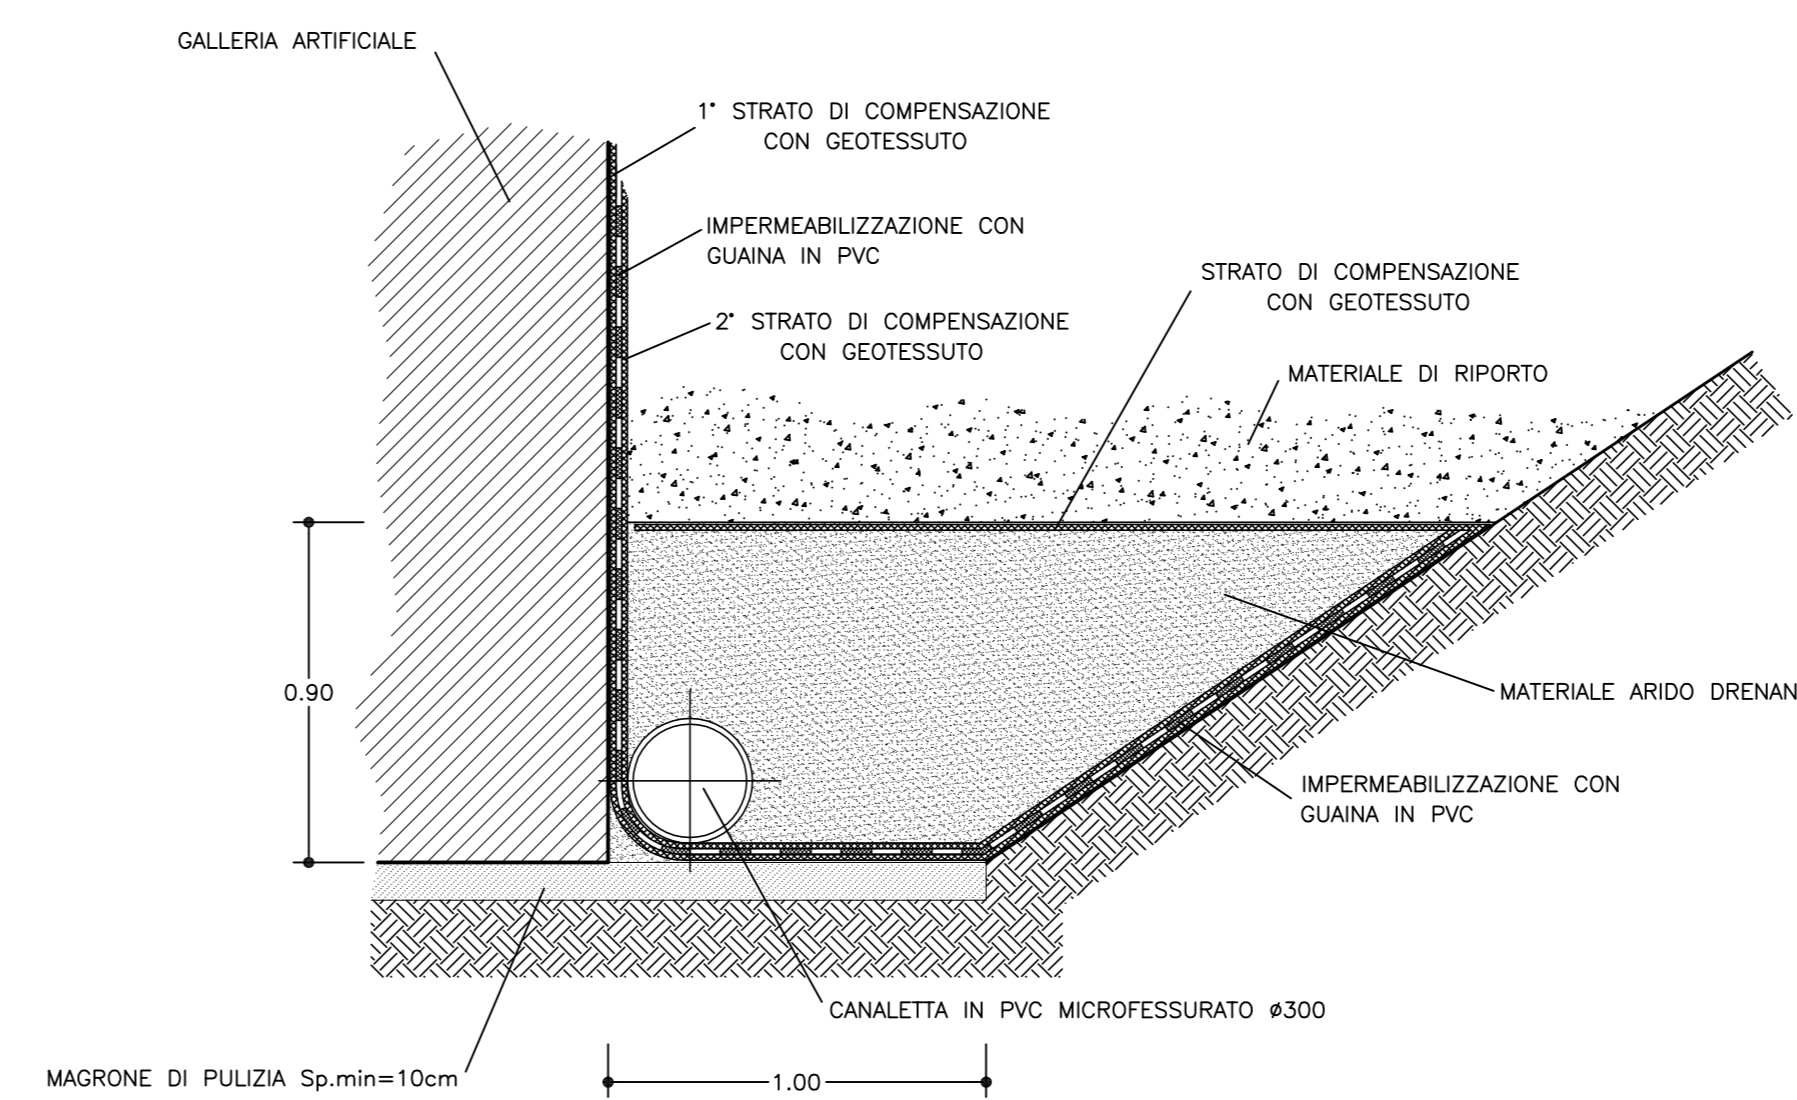 GALLERIA ARTIFICIALE
1° STRATO DI COMPENSAZIONE
CON GEOTESSUTO
IMPERMEABILIZZAZIONE CON
GUAINA IN PVC
2° STRATO DI COMPENSAZIONE
CON GEOTESSUTO
STRATO DI COMPENSAZIONE
CON GEOTESSUTO
MATERIALE DI RIPORTO
0.90
MATERIALE ARIDO DRENAN
IMPERMEABILIZZAZIONE CON
GUAINA IN PVC
CANALETTA IN PVC MICROFESSURATO ø300
MAGRONE DI PULIZIA Sp.min=10cm
1.00